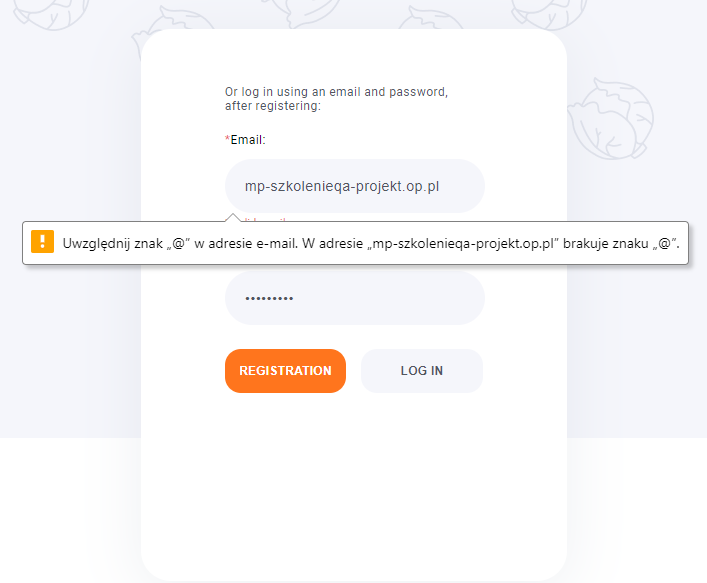 Or log in using an email and password,
after registering:
*Email:
mp-szkolenieqa-projekt.op.pl
Uwzględnij znak „@” w adresie e-mail. W adresie „mp-szkolenieqa-projekt.op.pl” brakuje znaku „@”.
•••••••••
REGISTRATION
LOG IN